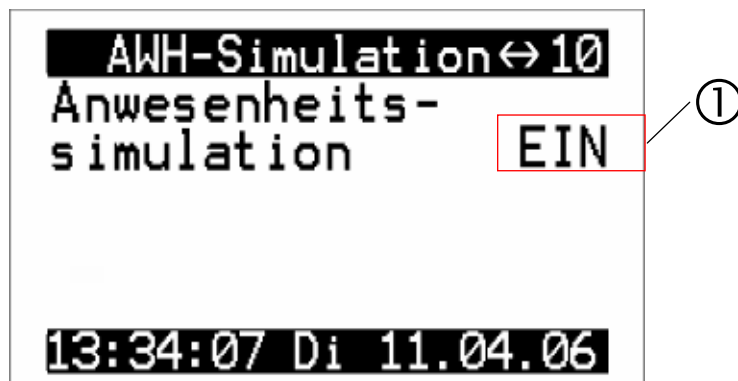 AWH-Simulation↔10
Anwesenheits-
simulation EIN
①
13:34:07 Di 11.04.06